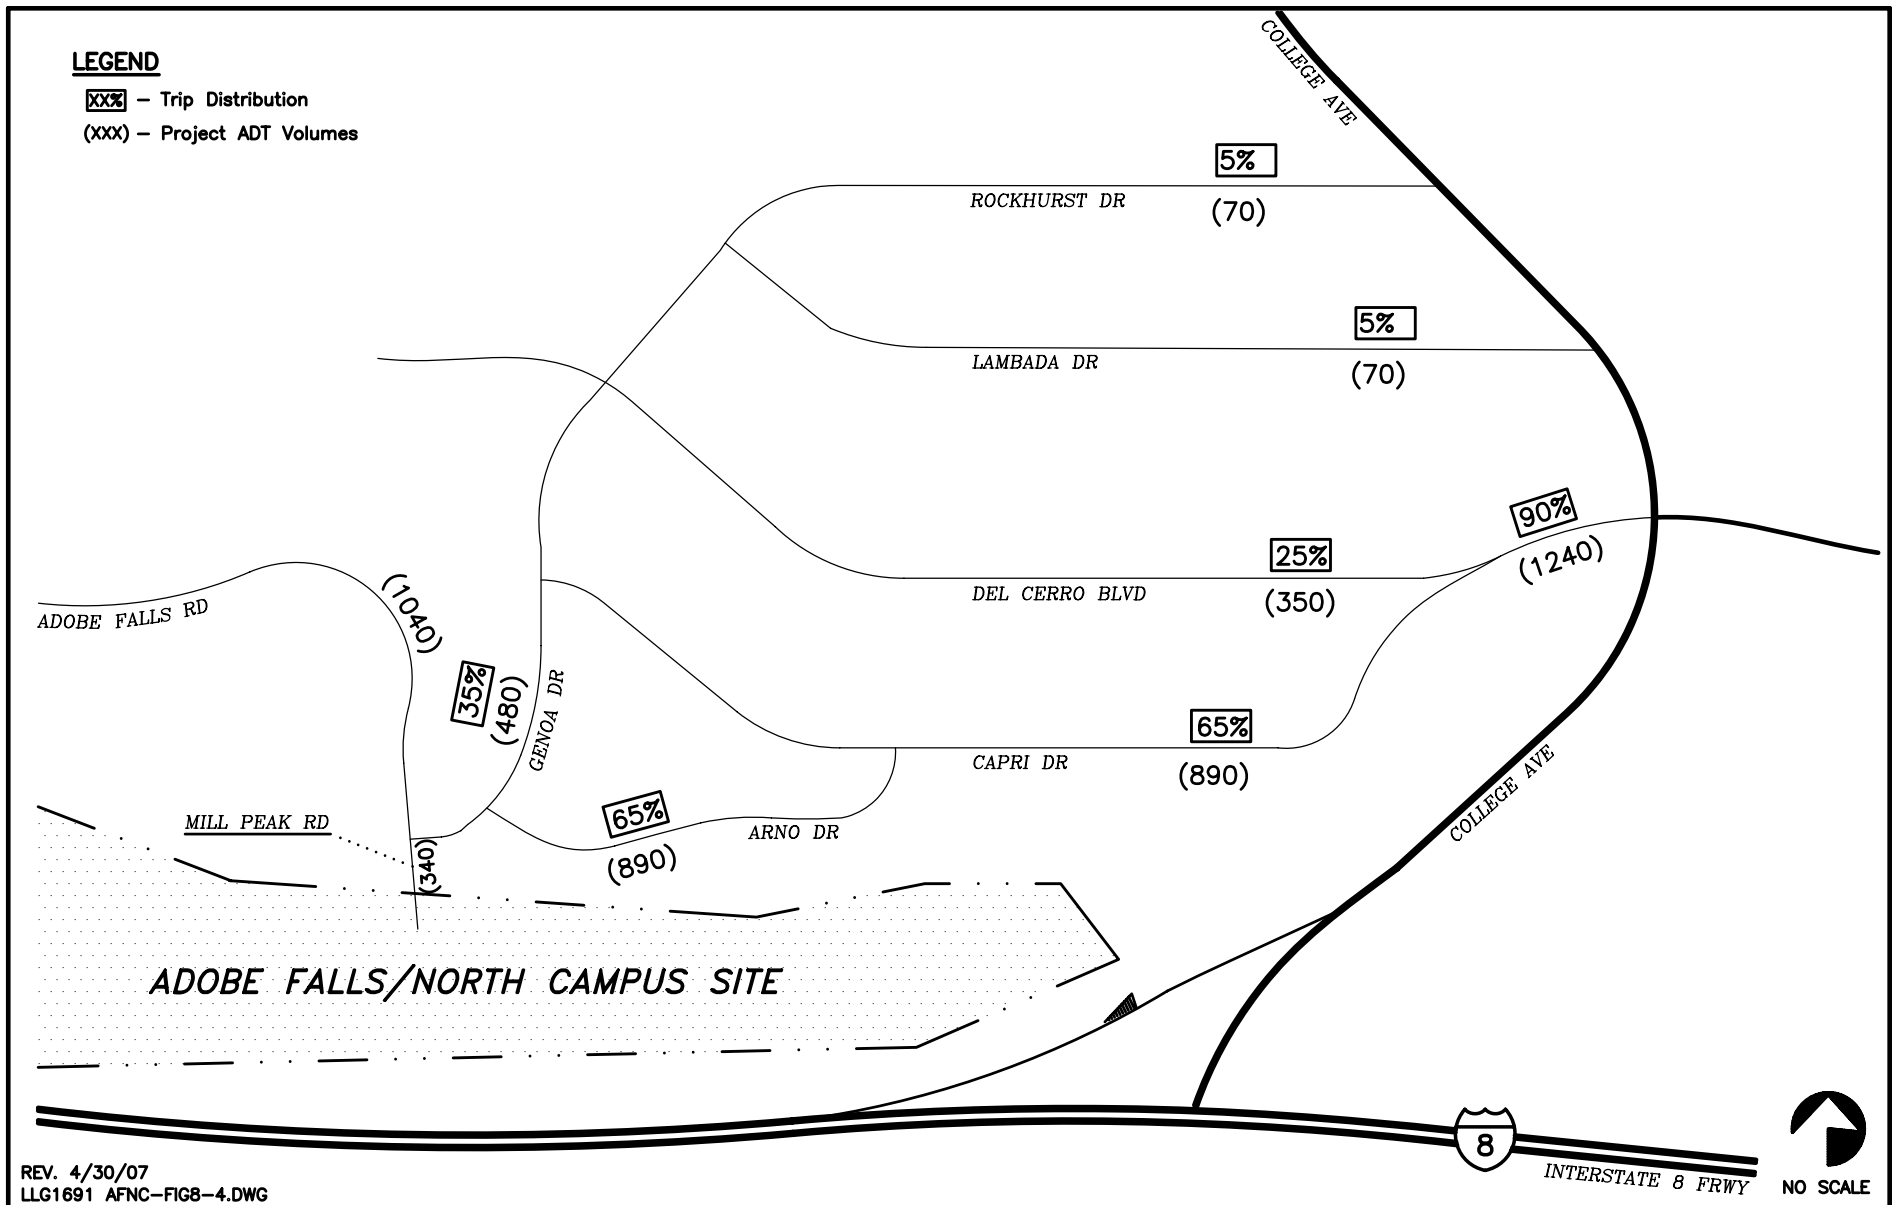 COLLEGE AVE
LEGEND
XX% - Trip Distribution
(XXX) - Project ADT Volumes
5%
ROCKHURST DR
(70)
5%
LAMBADA DR
(70)
90%
(1240)
25%
DEL CERRO BLVD
(350)
ADOBE FALLS RD
(1040)
35%
(480)
GENOA DR
65%
CAPRI DR
(890)
COLLEGE AVE
65%
ARNO DR
(890)
MILL PEAK RD
(340)
ADOBE FALLS/NORTH CAMPUS SITE
8
INTERSTATE 8 FRWY
NO SCALE
REV. 4/30/07
LLG1691 AFNC-FIG8-4.DWG